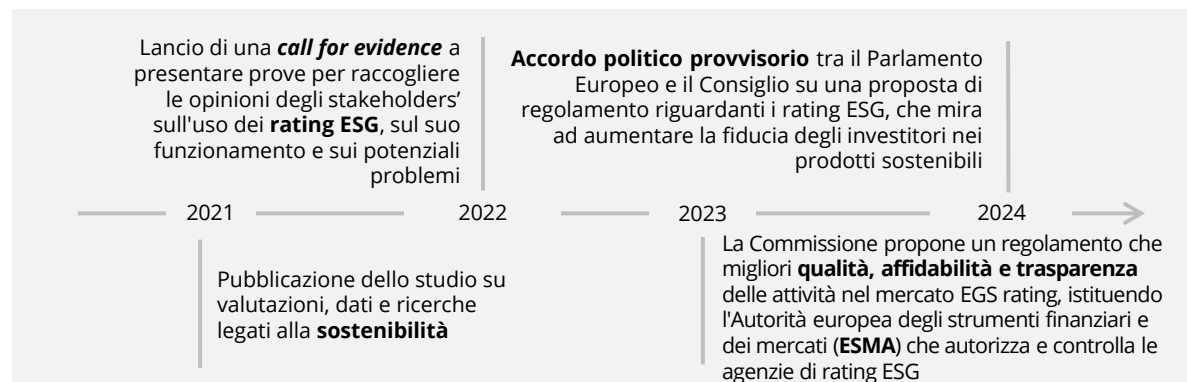 Lancio di una call for evidence a
presentare prove per raccogliere
le opinioni degli stakeholders’
sull'uso dei rating ESG, sul suo
funzionamento e sui potenziali
problemi
Accordo politico provvisorio tra il Parlamento
Europeo e il Consiglio su una proposta di
regolamento riguardanti i rating ESG, che mira
ad aumentare la fiducia degli investitori nei
prodotti sostenibili
2021
2022
2023
2024
Pubblicazione dello studio su
valutazioni, dati e ricerche
legati alla sostenibilità
La Commissione propone un regolamento che
migliori qualità, affidabilità e trasparenza
delle attività nel mercato EGS rating, istituendo
l'Autorità europea degli strumenti finanziari e
dei mercati (ESMA) che autorizza e controlla le
agenzie di rating ESG